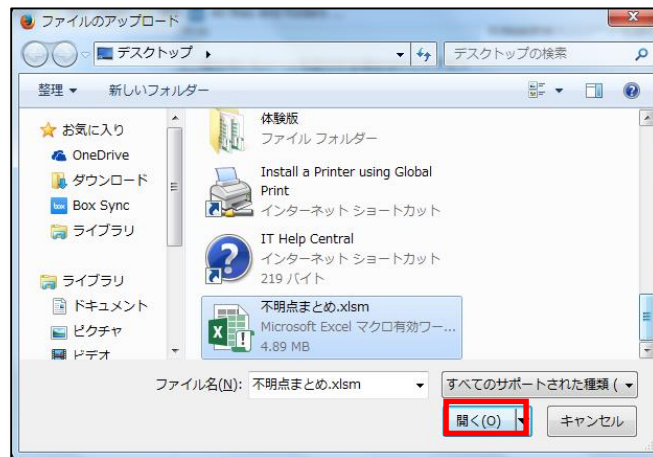 ファイルのアップロード
デスクトップ
デスクトップの検索
整理
新しいフォルダー
お気に入り
OneDrive
ダウンロード
box Box Sync
ライブラリ
ライブラリ
ドキュメント
ピクチャ
ビデオ
体験版
ファイル フォルダー
Install a Printer using Global
Print
インターネット ショートカット
IT Help Central
インターネット ショートカット
219 バイト
不明点まとめ.xlsm
Microsoft Excel マクロ有効ワー...
4.89 MB
ファイル名(N): 不明点まとめ.xlsm
すべてのサポートされた種類 (
開く(O)
キャンセル